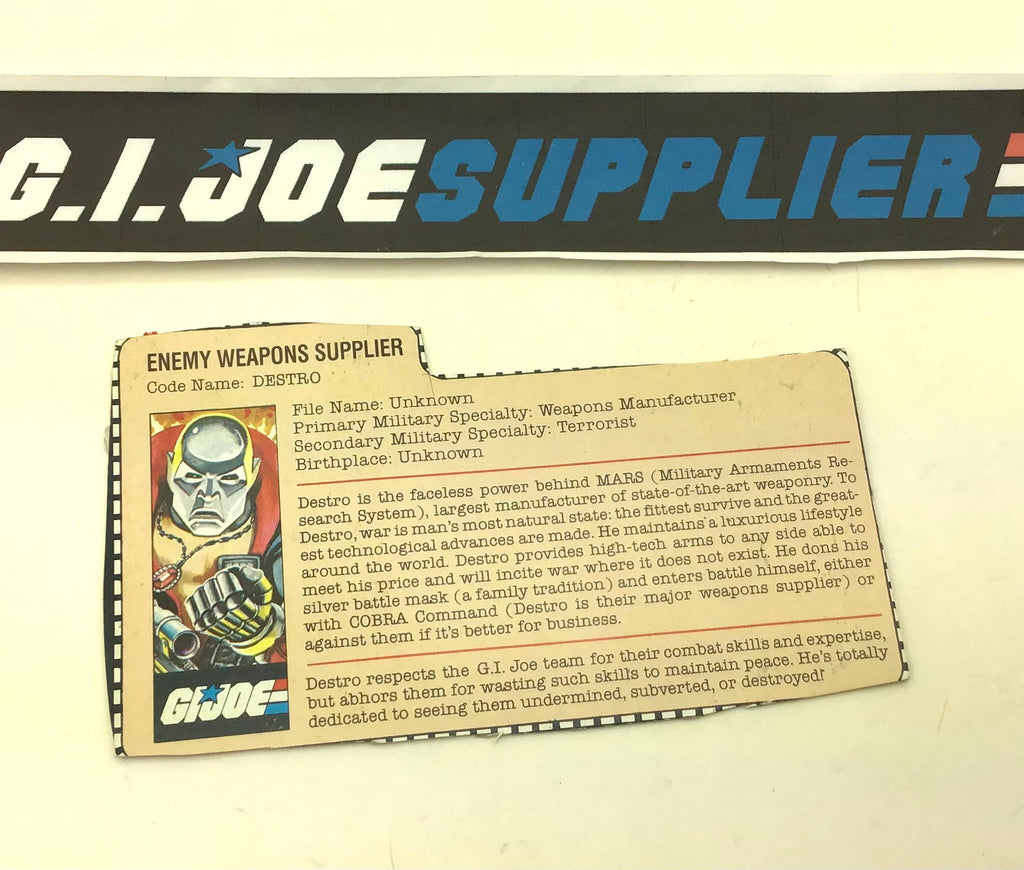 G.I. JOESUPPLIER
ENEMY WEAPONS SUPPLIER
Code Name: DESTRO
File Name: Unknown
Primary Military Specialty: Weapons Manufacturer
Secondary Military Specialty: Terrorist
Birthplace: Unknown
Destro is the faceless power behind MARS (Military Armaments Re-
search System), largest manufacturer of state-of-the-art weaponry. To
Destro, war is man's most natural state: the fittest survive and the great-
est technological advances are made. He maintains a luxurious lifestyle
around the world. Destro provides high-tech arms to any side able to
meet his price and will incite war where it does not exist. He dons his
silver battle mask (a family tradition) and enters battle himself, either
with COBRA Command (Destro is their major weapons supplier) or
against them if it's better for business.
Destro respects the G.I. Joe team for their combat skills and expertise,
but abhors them for wasting such skills to maintain peace. He's totally
dedicated to seeing them undermined, subverted, or destroyed!
GI JOE